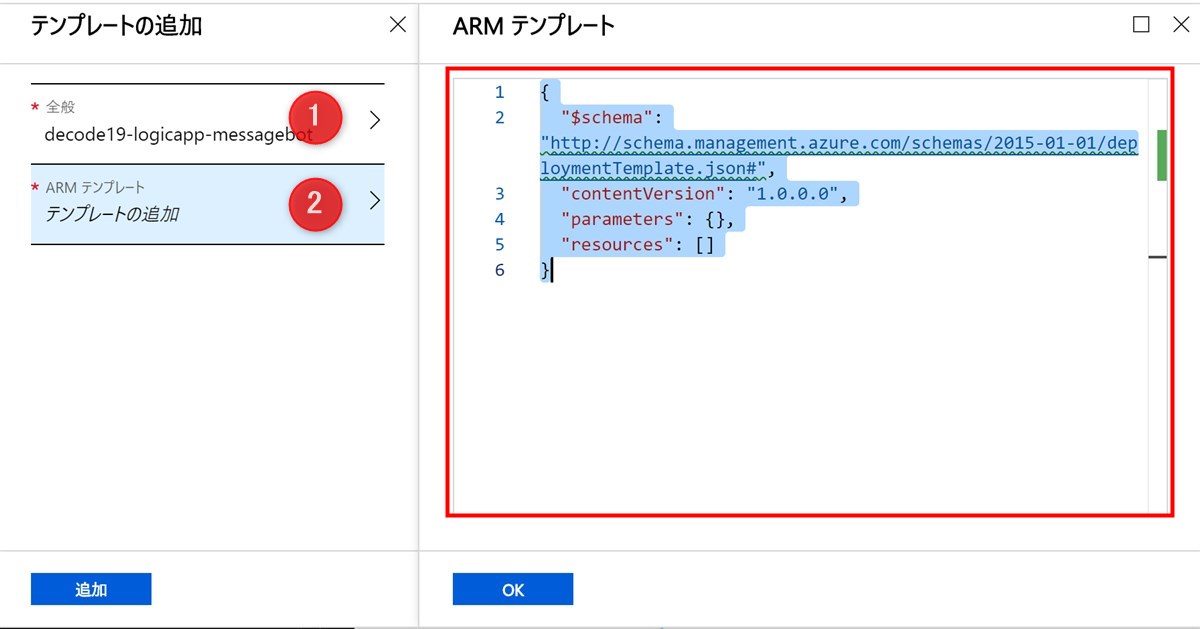 テンプレートの追加
* 全般
decode19-logicapp-messagebot
1
* ARM テンプレート
テンプレートの追加
2
追加
ARM テンプレート
1 {
2 "$schema":
"http://schema.management.azure.com/schemas/2015-01-01/dep
loymentTemplate.json#",
3 "contentVersion": "1.0.0.0",
4 "parameters": {},
5 "resources": []
6 }
OK